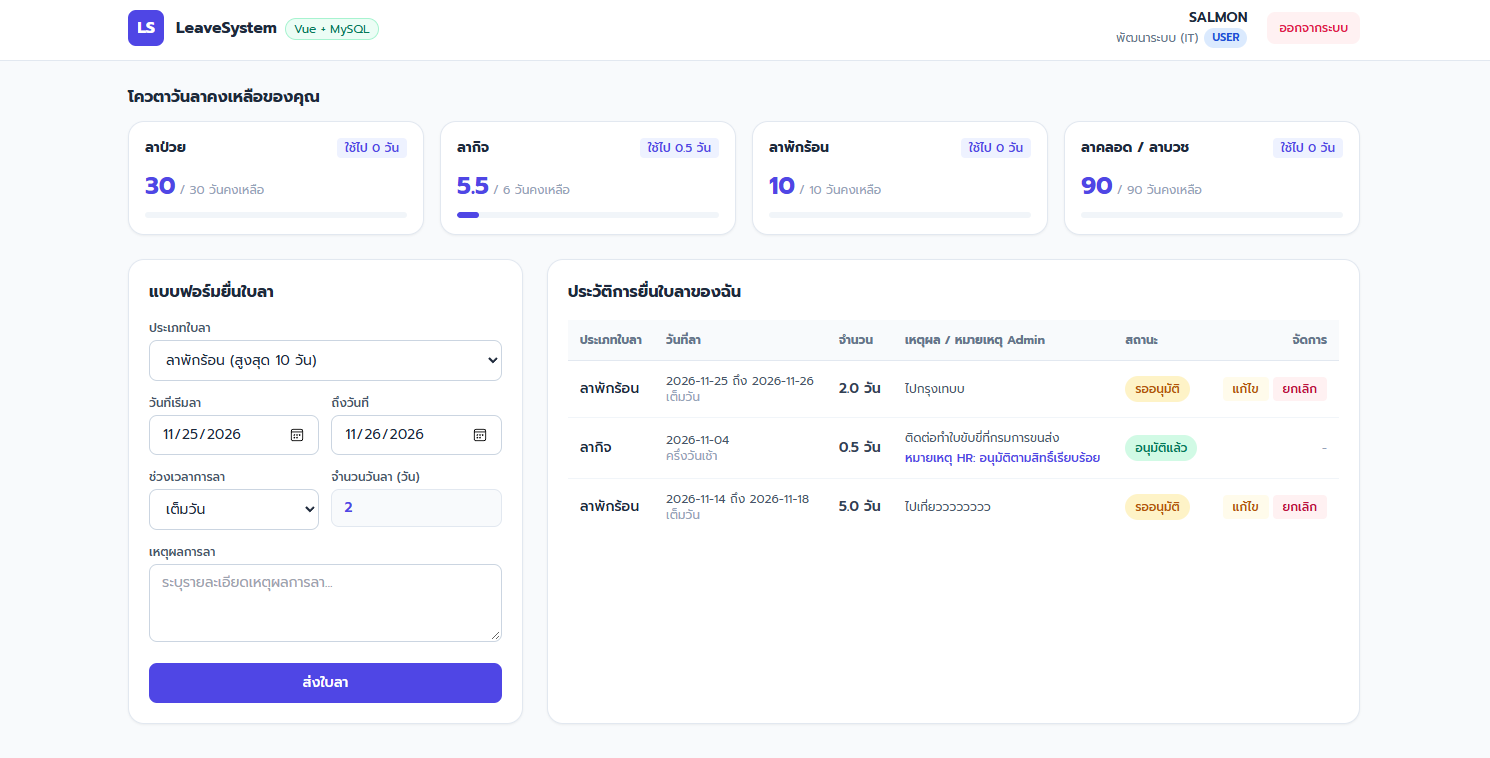 LS LeaveSystem Vue + MySQL
SALMON
พัฒนาระบบ (IT) USER
ออกจากระบบ
โควตาวันลาคงเหลือของคุณ
ลาป่วย ใช้ไป 0 วัน
30 / 30 วันคงเหลือ
ลากิจ ใช้ไป 0.5 วัน
5.5 / 6 วันคงเหลือ
ลาพักร้อน ใช้ไป 0 วัน
10 / 10 วันคงเหลือ
ลาคลอด / ลาบวช ใช้ไป 0 วัน
90 / 90 วันคงเหลือ
แบบฟอร์มยื่นใบลา
ประเภทใบลา
ลาพักร้อน (สูงสุด 10 วัน)
วันที่เริ่มลา ถึงวันที่
11/25/2026 11/26/2026
ช่วงเวลาการลา จำนวนวันลา (วัน)
เต็มวัน 2
เหตุผลการลา
ระบุรายละเอียดเหตุผลการลา...
ส่งใบลา
ประวัติการยื่นใบลาของฉัน
ประเภทใบลา วันที่ลา จำนวน เหตุผล / หมายเหตุ Admin สถานะ จัดการ
ลาพักร้อน 2026-11-25 ถึง 2026-11-26 2.0 วัน ไปกรุงเทบบ รออนุมัติ แก้ไข ยกเลิก
เต็มวัน
ลากิจ 2026-11-04 0.5 วัน ติดต่อทำใบขับขี่ที่กรมการขนส่ง อนุมัติแล้ว -
ครึ่งวันเช้า หมายเหตุ HR: อนุมัติตามสิทธิ์เรียบร้อย
ลาพักร้อน 2026-11-14 ถึง 2026-11-18 5.0 วัน ไปเที่ยวววววววว รออนุมัติ แก้ไข ยกเลิก
เต็มวัน